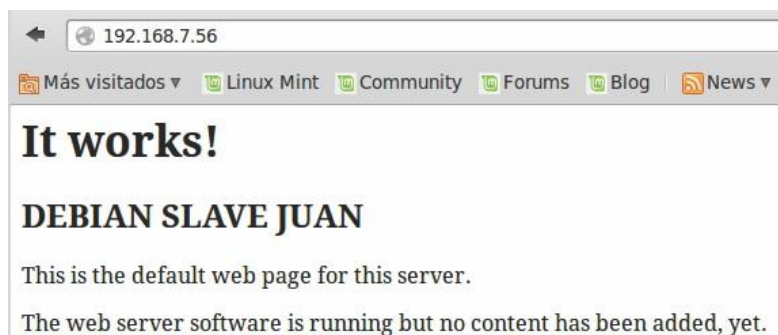 192.168.7.56
Más visitados Linux Mint Community Forums Blog News
It works!
DEBIAN SLAVE JUAN
This is the default web page for this server.
The web server software is running but no content has been added, yet.